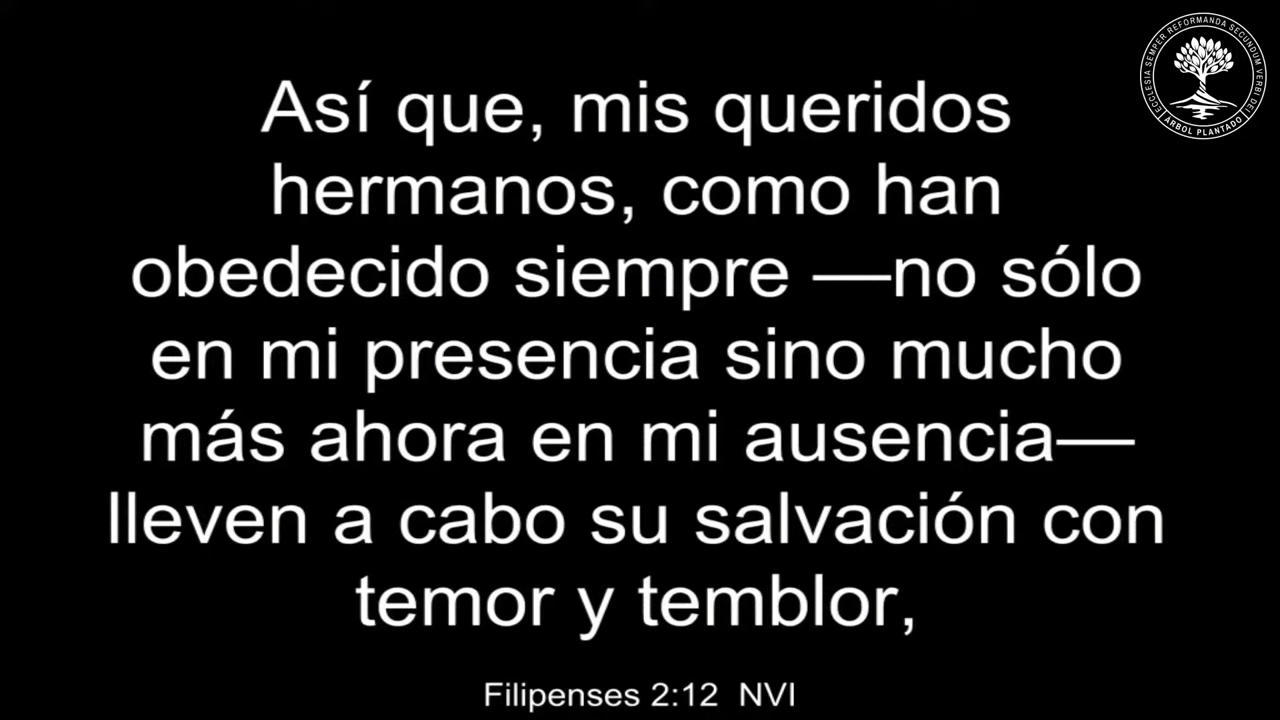 Así que, mis queridos
hermanos, como han
obedecido siempre —no sólo
en mi presencia sino mucho
más ahora en mi ausencia—
lleven a cabo su salvación con
temor y temblor,
Filipenses 2:12 NVI
ECCLESIA SEMPER REFORMANDA SECUNDUM VERBI DEI
ÁRBOL PLANTADO